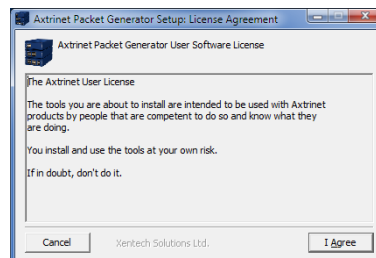 Axtrinet Packet Generator Setup: License Agreement
Axtrinet Packet Generator User Software License
The Axtrinet User License
The tools you are about to install are intended to be used with Axtrinet
products by people that are competent to do so and know what they
are doing.
You install and use the tools at your own risk.
If in doubt, don't do it.
Cancel
Xentech Solutions Ltd.
I Agree